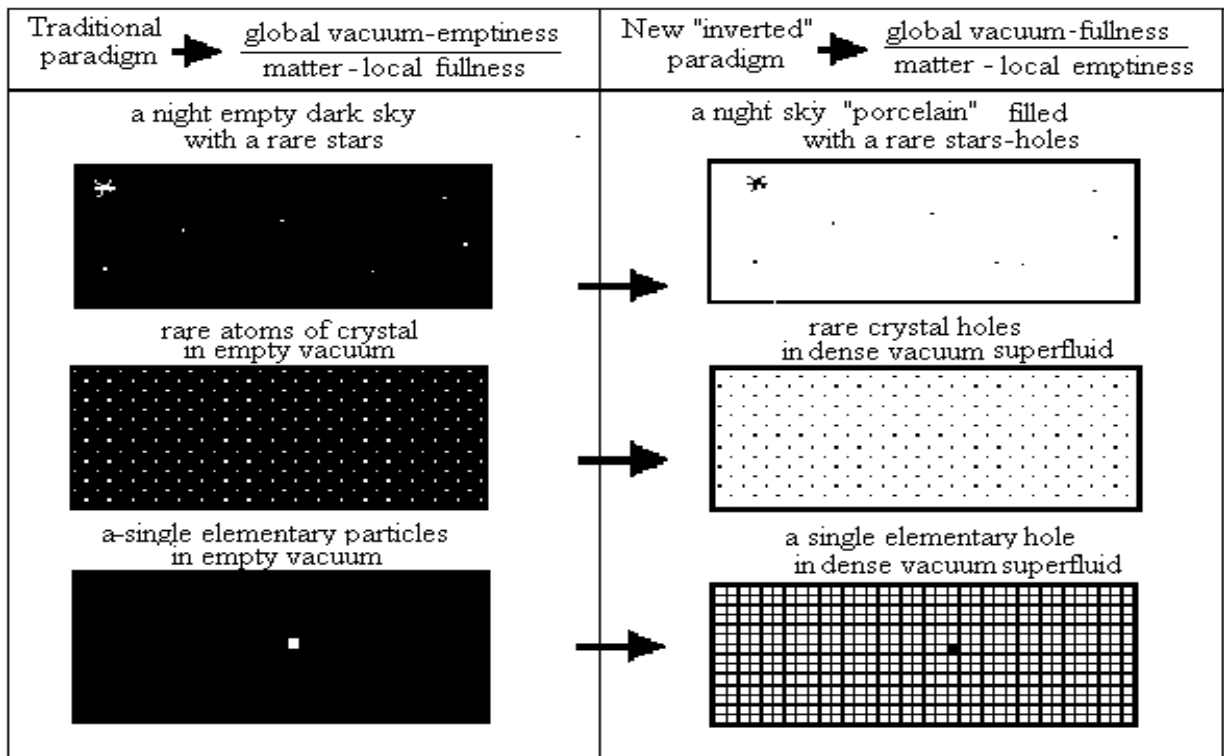 Traditional
paradigm
global vacuum-emptiness
matter - local fullness
New "inverted"
paradigm
global vacuum-fullness
matter - local emptiness
a night empty dark sky
with a rare stars
a night sky "porcelain" filled
with a rare stars-holes
rare atoms of crystal
in empty vacuum
rare crystal holes
in dense vacuum superfluid
a-single elementary particles
in empty vacuum
a single elementary hole
in dense vacuum superfluid